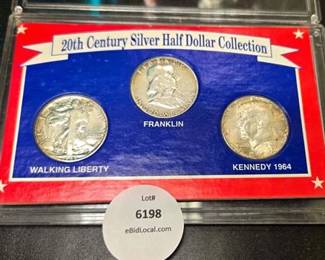 20th Century Silver Half Dollar Collection
FRANKLIN
WALKING LIBERTY
KENNEDY 1964
Lot#
6198
eBidLocal.com